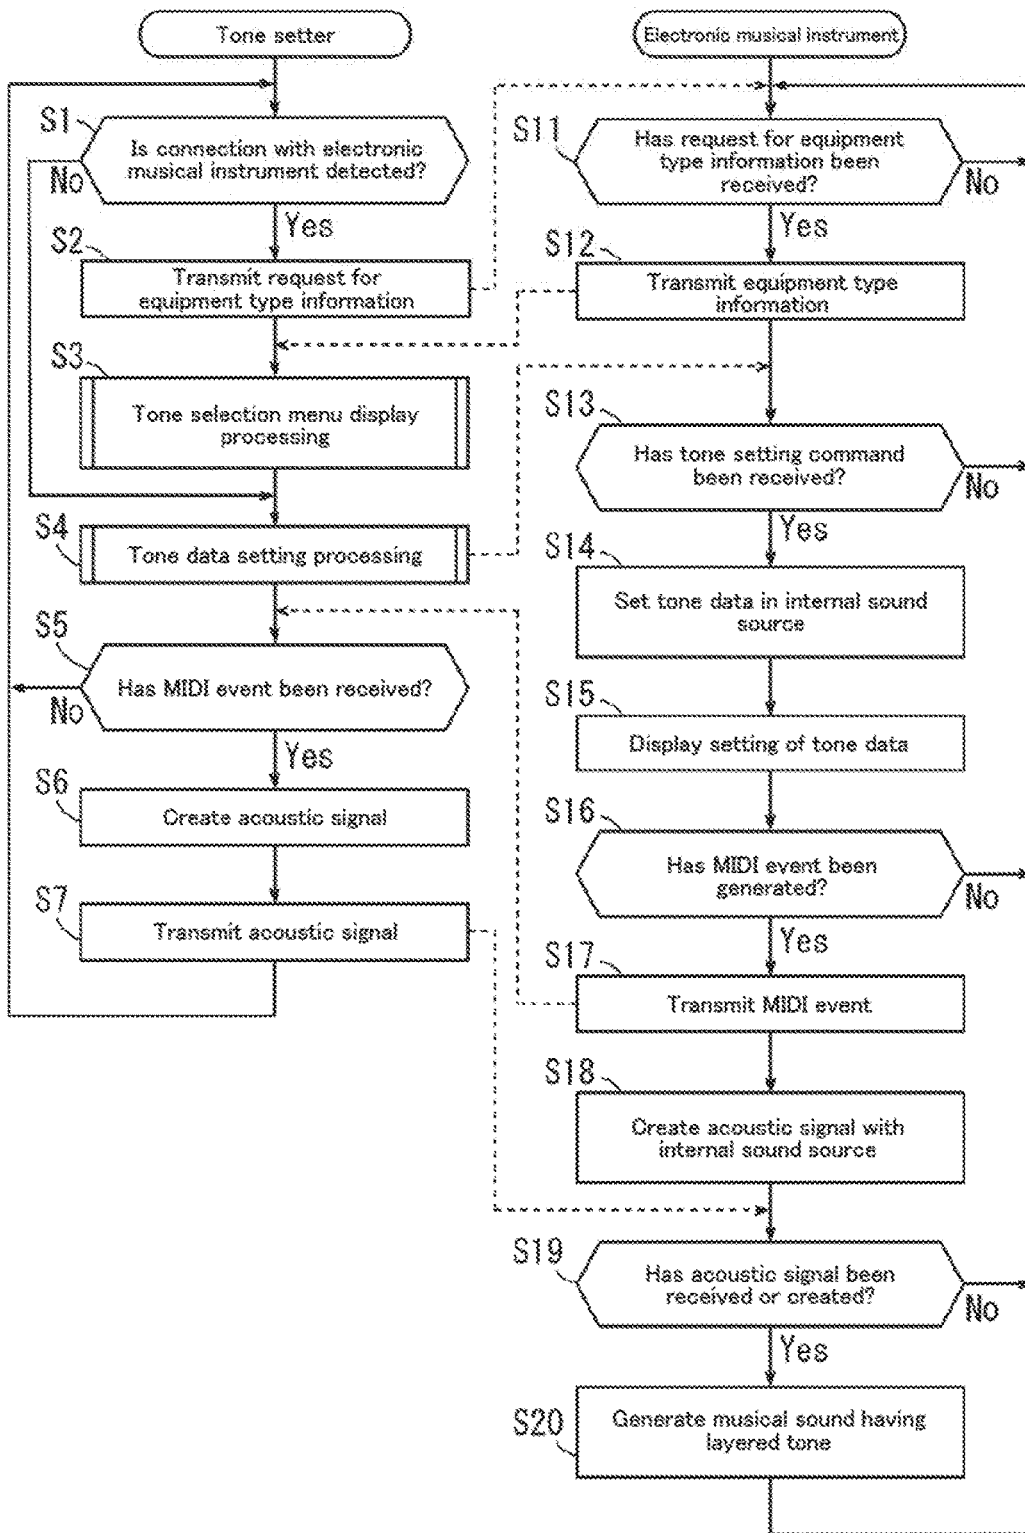 Tone setter
S1
Is connection with electronic
musical instrument detected?
No
Yes
S2
Transmit request for
equipment type information
S3
Tone selection menu display
processing
S4
Tone data setting processing
S5
Has MIDI event been received?
No
Yes
S6
Create acoustic signal
S7
Transmit acoustic signal
Electronic musical instrument
S11
Has request for equipment
type information been
received?
No
Yes
S12
Transmit equipment type
information
S13
Has tone setting command
been received?
No
Yes
S14
Set tone data in internal sound
source
S15
Display setting of tone data
S16
Has MIDI event been
generated?
No
Yes
S17
Transmit MIDI event
S18
Create acoustic signal with
internal sound source
S19
Has acoustic signal been
received or created?
No
Yes
S20
Generate musical sound having
layered tone